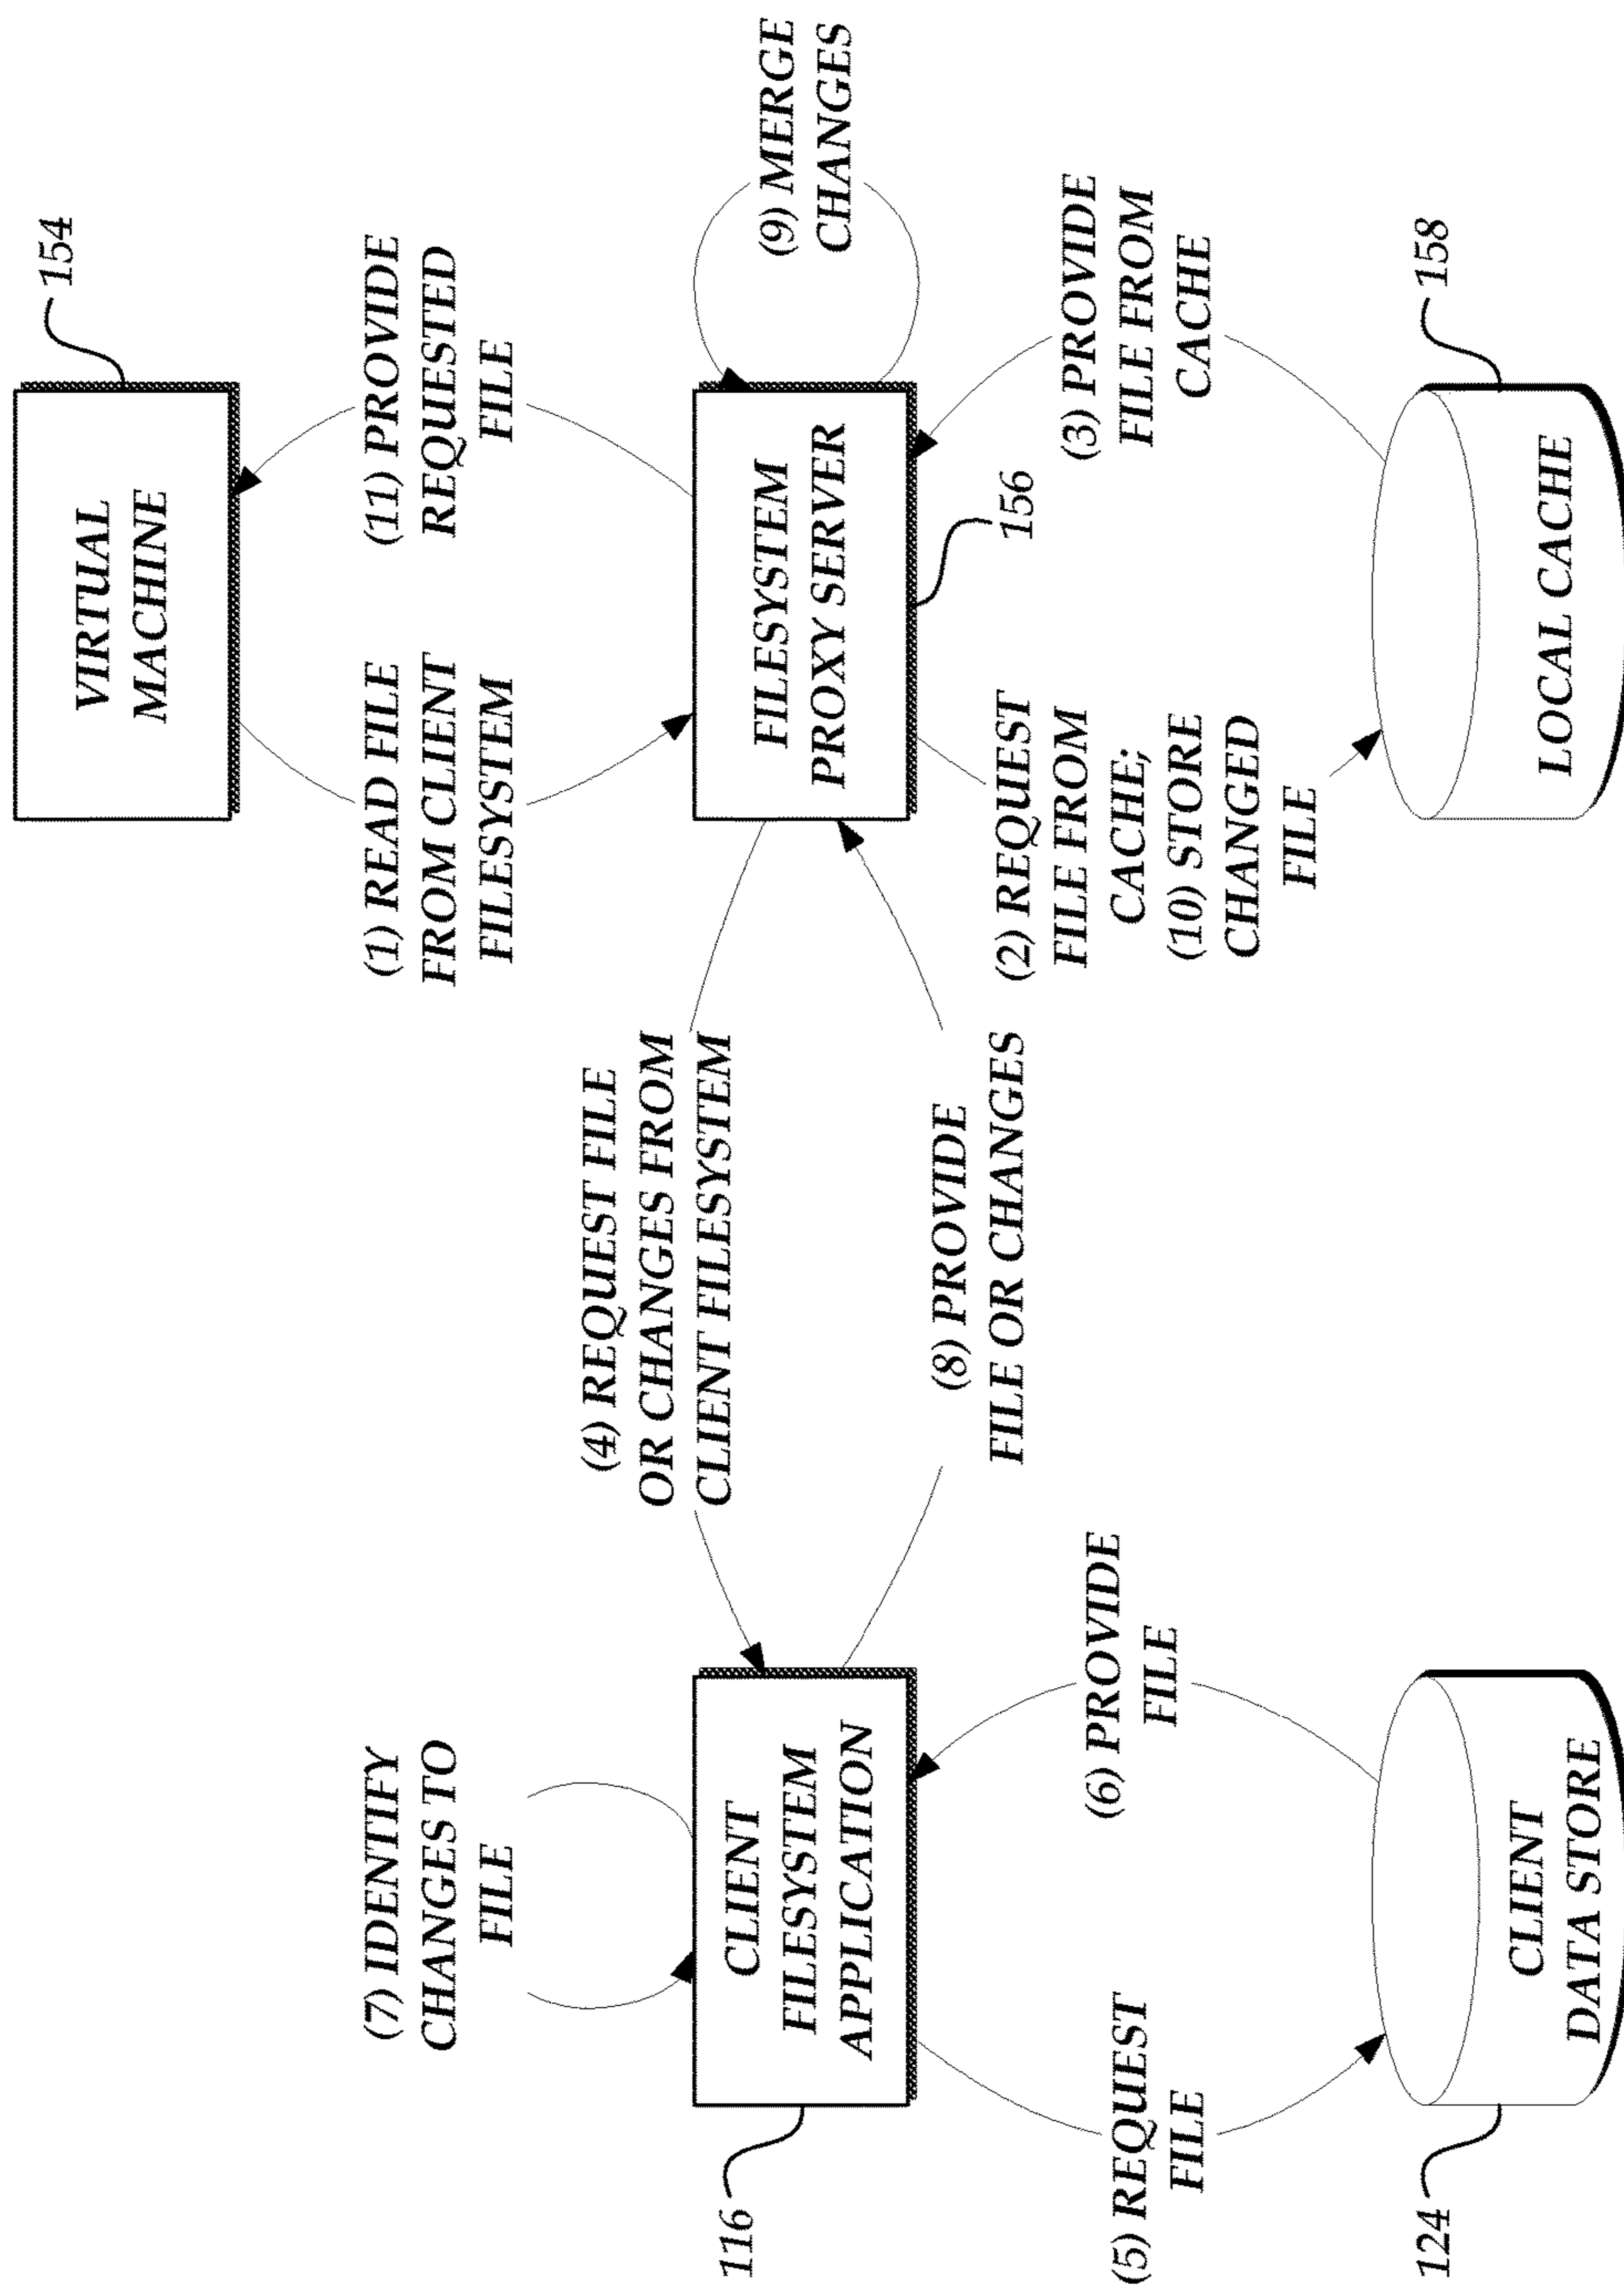 154
VIRTUAL
MACHINE
(1) READ FILE
FROM CLIENT
FILESYSTEM
(11) PROVIDE
REQUESTED
FILE
(7) IDENTIFY
CHANGES TO
FILE
(4) REQUEST FILE
OR CHANGES FROM
CLIENT FILESYSTEM
116
CLIENT
FILESYSTEM
APPLICATION
FILESYSTEM
PROXY SERVER
(9) MERGE
CHANGES
(8) PROVIDE
FILE OR CHANGES
156
(5) REQUEST
FILE
(6) PROVIDE
FILE
(2) REQUEST
FILE FROM
CACHE;
(10) STORE
CHANGED
FILE
(3) PROVIDE
FILE FROM
CACHE
124
CLIENT
DATA STORE
158
LOCAL CACHE